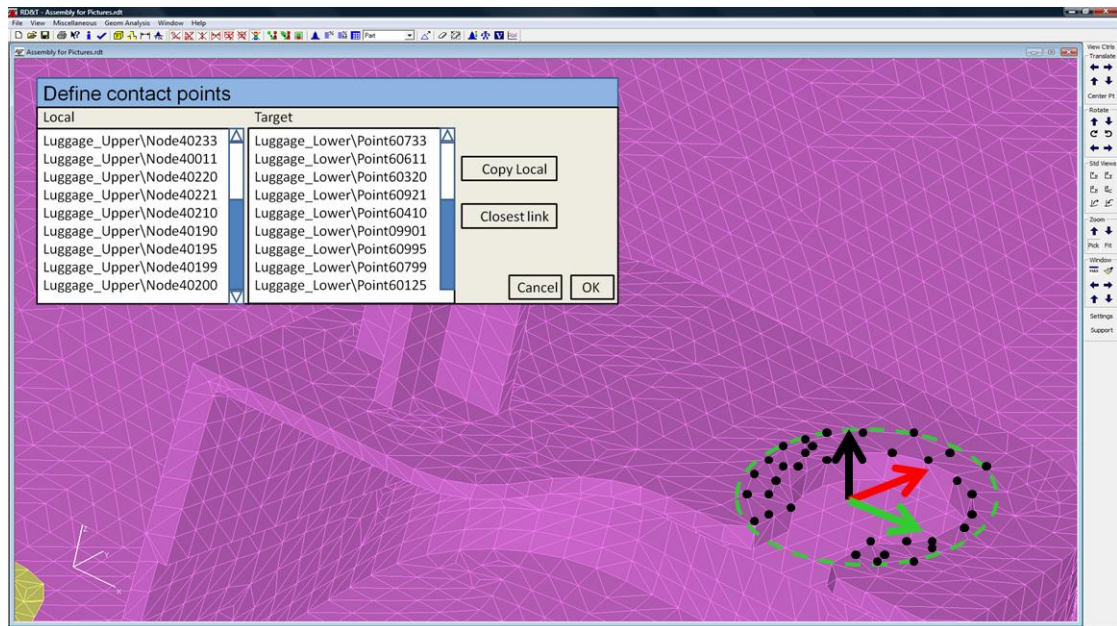 RD&T - Assembly for Pictures.rdt
File View Miscellaneous Geom Analysis Window Help
Part
Assembly for Pictures.rdt
Define contact points
Local Target
Luggage_Upper\Node40233 Luggage_Lower\Point60733
Luggage_Upper\Node40011 Luggage_Lower\Point60611
Luggage_Upper\Node40220 Luggage_Lower\Point60320
Luggage_Upper\Node40221 Luggage_Lower\Point60921
Luggage_Upper\Node40210 Luggage_Lower\Point60410
Luggage_Upper\Node40190 Luggage_Lower\Point09901
Luggage_Upper\Node40195 Luggage_Lower\Point60995
Luggage_Upper\Node40199 Luggage_Lower\Point60799
Luggage_Upper\Node40200 Luggage_Lower\Point60125
Copy Local
Closest link
Cancel OK
View Ctrls
Translate
Center Pt
Rotate
Std Views
Zoom
Pick Fit
Window
Settings
Support
Z
Y
X